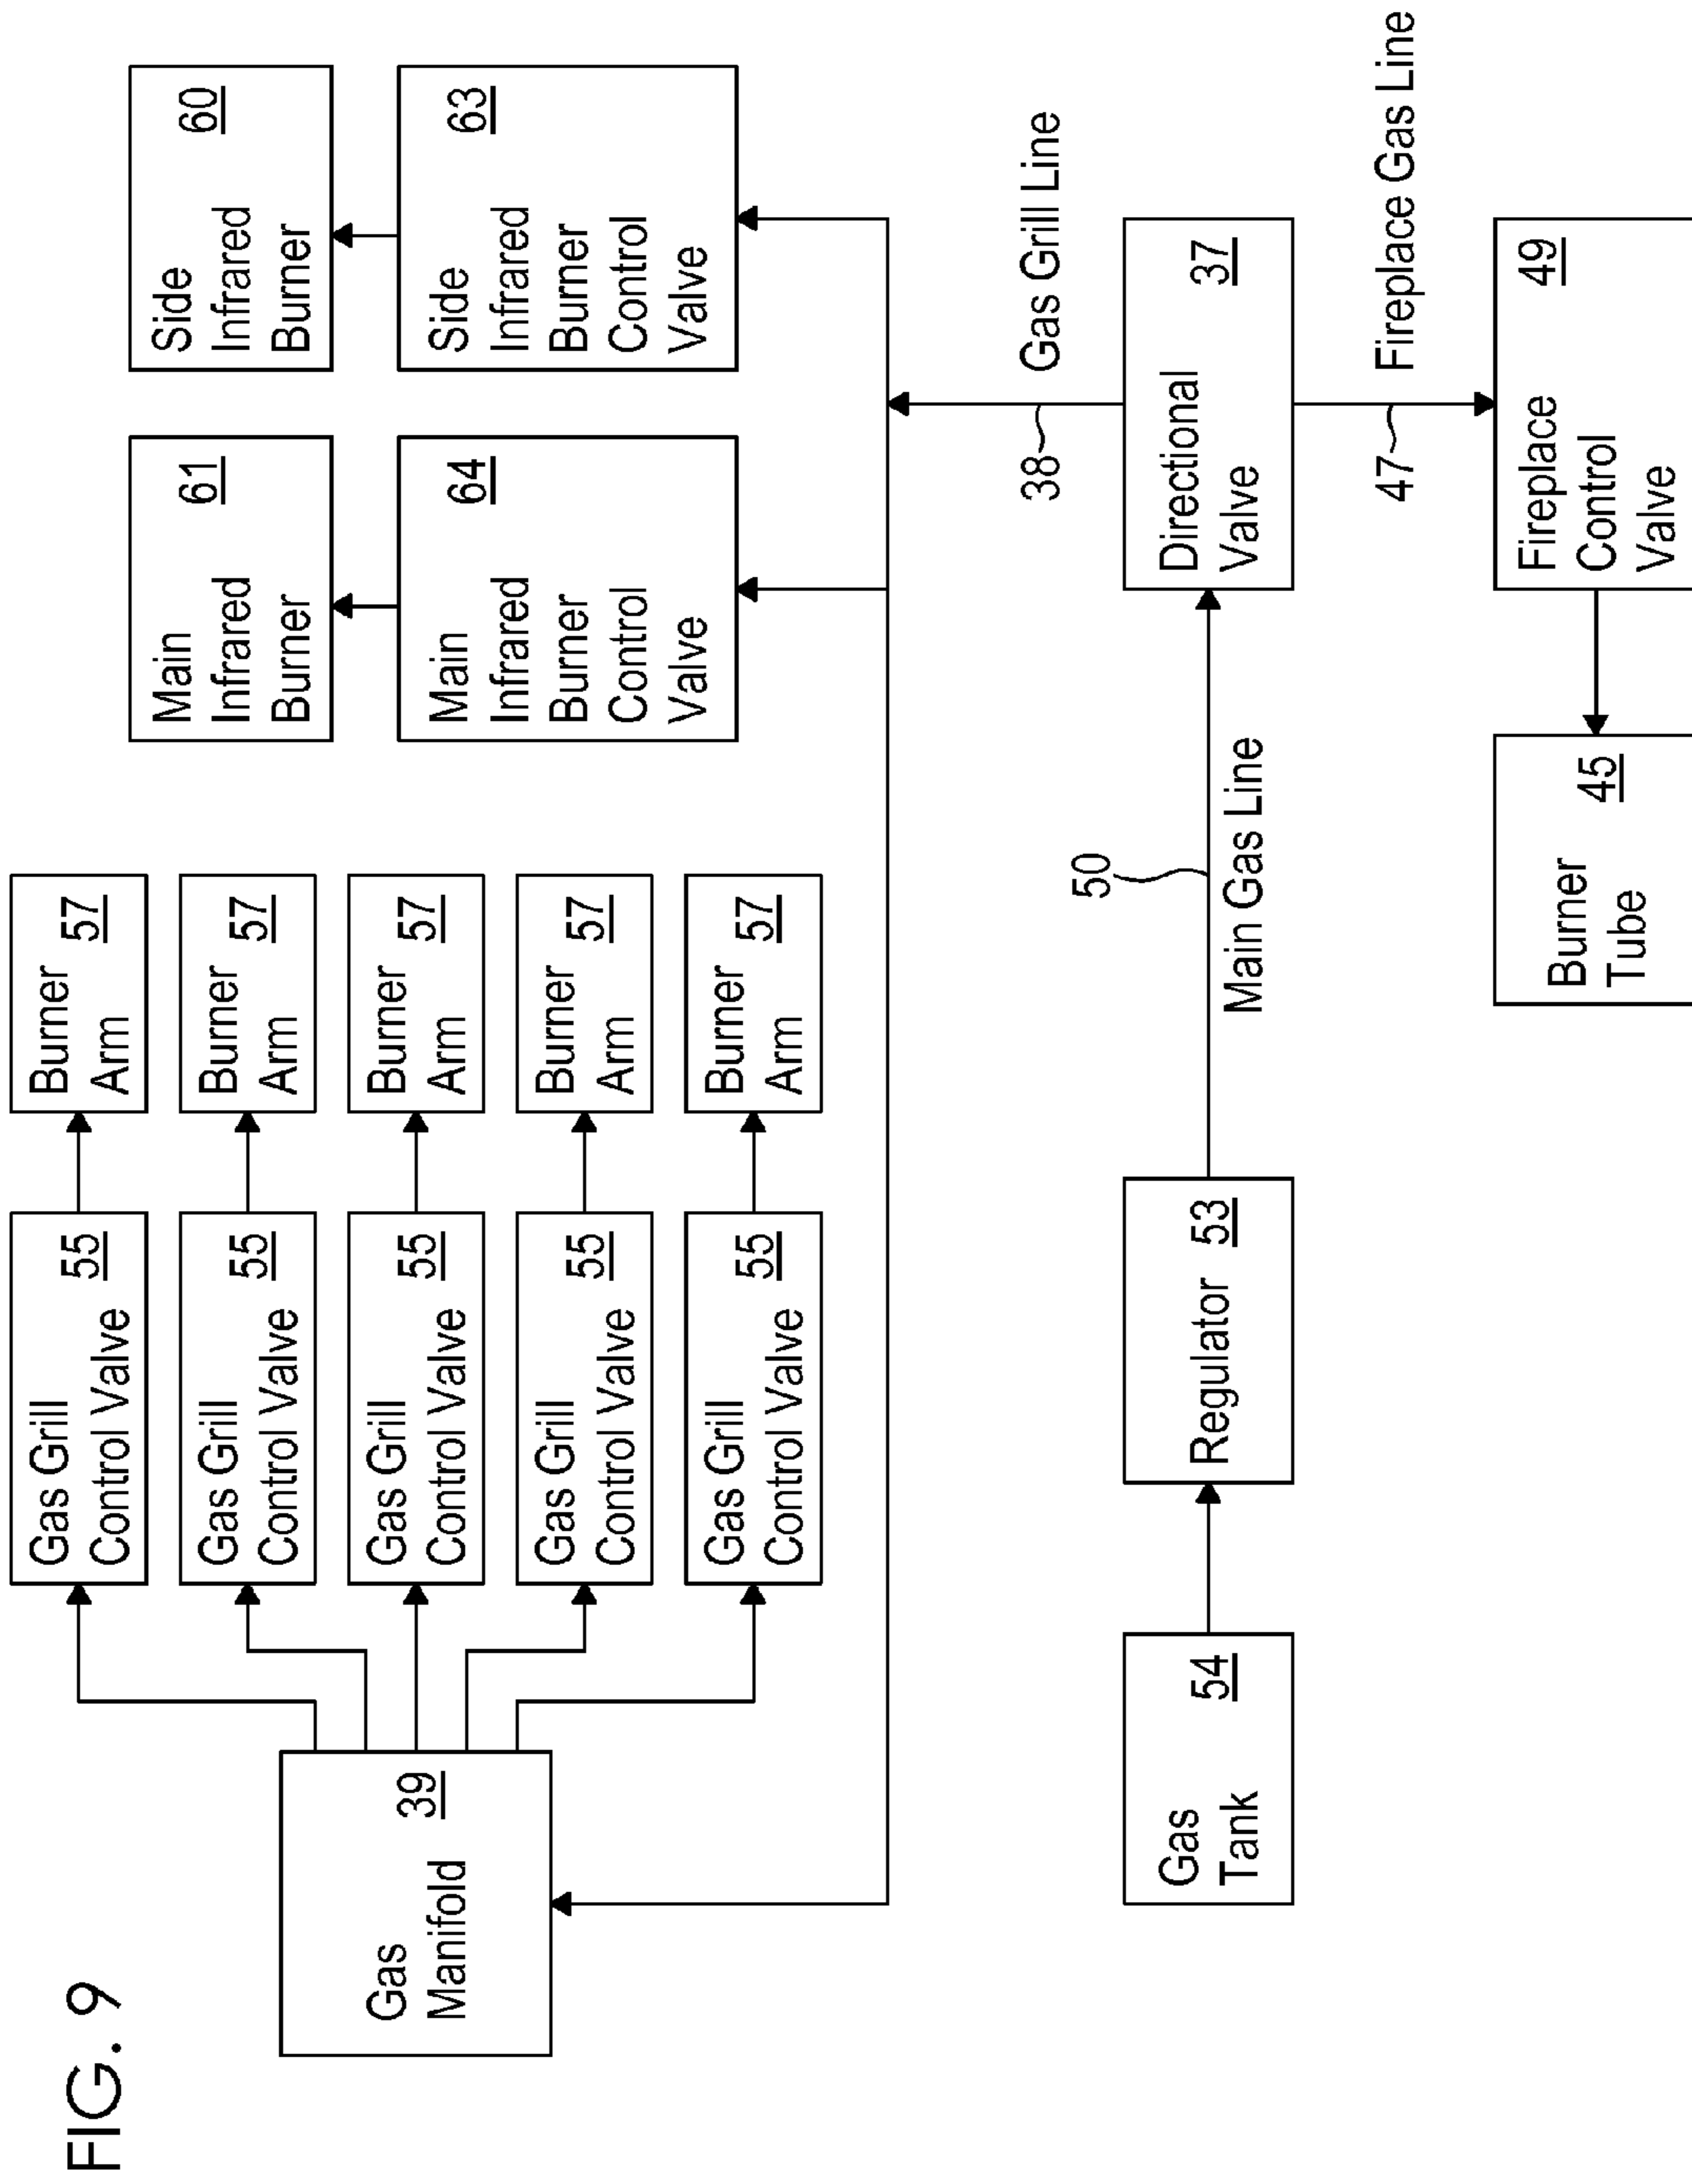 FIG. 9
Gas Grill
Control Valve 55
Burner
Arm 57
Gas Grill
Control Valve 55
Burner
Arm 57
Gas Grill
Control Valve 55
Burner
Arm 57
Gas Grill
Control Valve 55
Burner
Arm 57
Gas Grill
Control Valve 55
Burner
Arm 57
Gas
Manifold
39
Main
Infrared
Burner
61
Side
Infrared
Burner
60
Main
Infrared
Burner
Control
Valve
64
Side
Infrared
Burner
Control
Valve
63
38
Gas Grill Line
Gas
Tank
54
Regulator 53
50
Main Gas Line
Directional
Valve
37
47
Fireplace Gas Line
Burner
Tube
45
Fireplace
Control
Valve
49